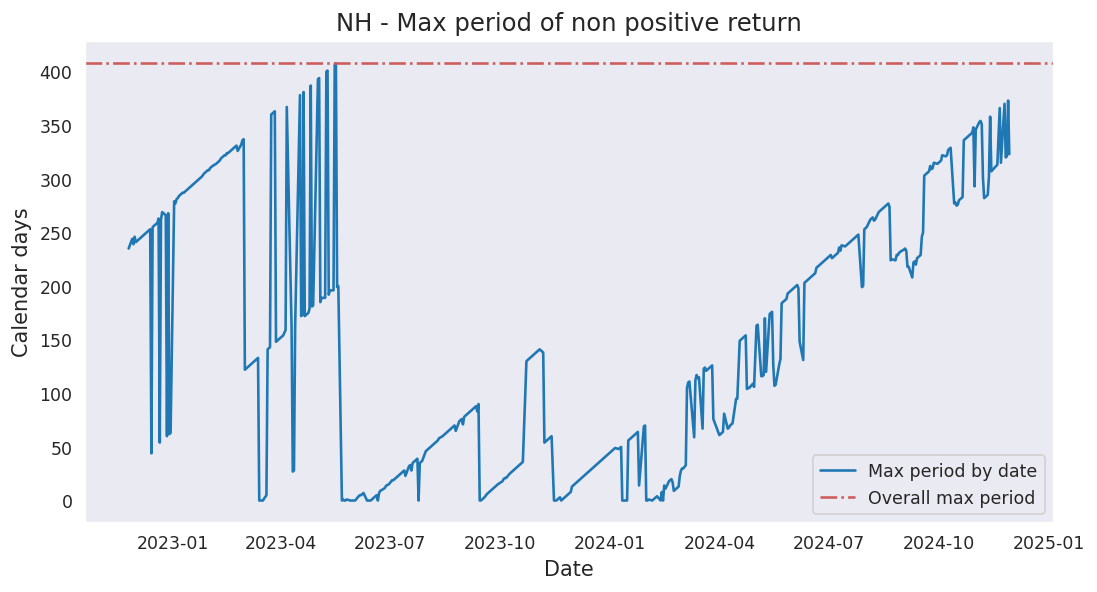 NH - Max period of non positive return
Calendar days
400
350
300
250
200
150
100
50
0
Max period by date
Overall max period
2023-01 2023-04 2023-07 2023-10 2024-01 2024-04 2024-07 2024-10 2025-01
Date